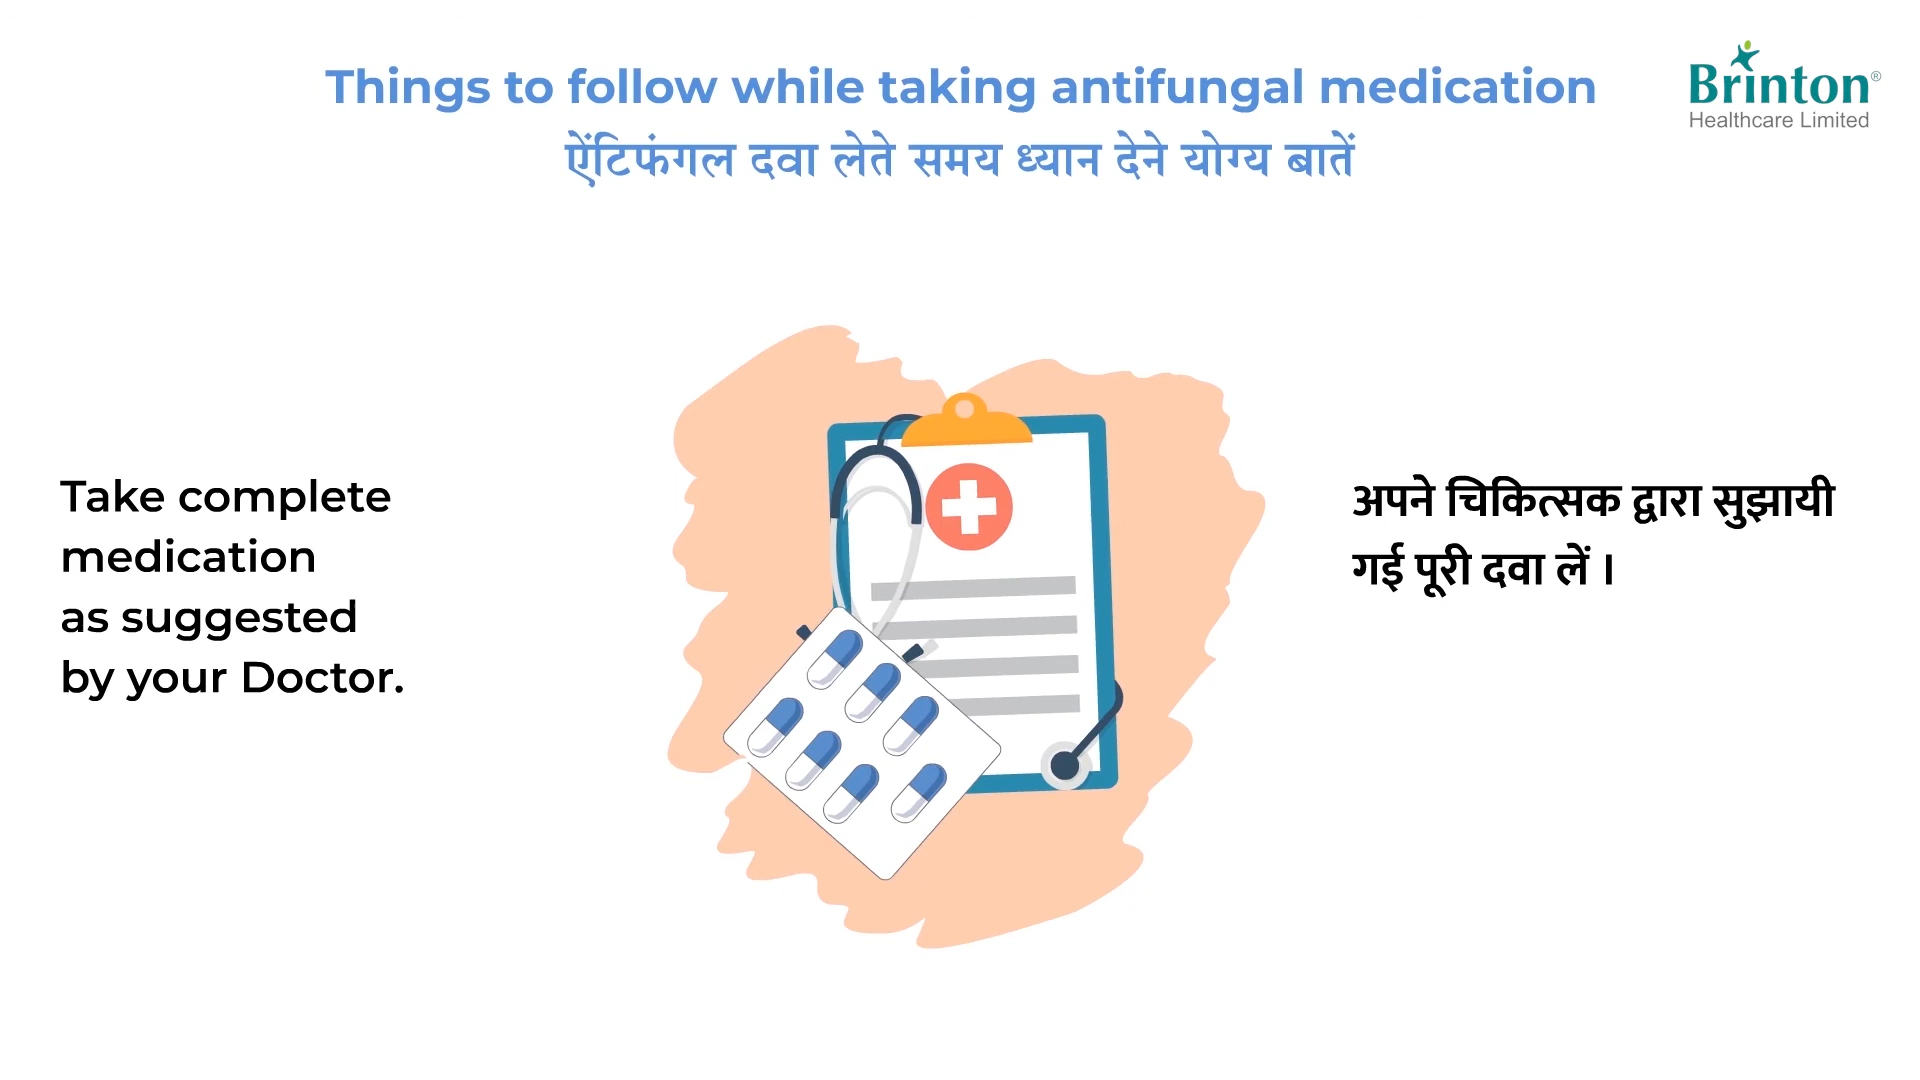 Things to follow while taking antifungal medication
ऐंटिफंगल दवा लेते समय ध्यान देने योग्य बातें
Brinton®
Healthcare Limited
Take complete
medication
as suggested
by your Doctor.
अपने चिकित्सक द्वारा सुझायी
गई पूरी दवा लें ।